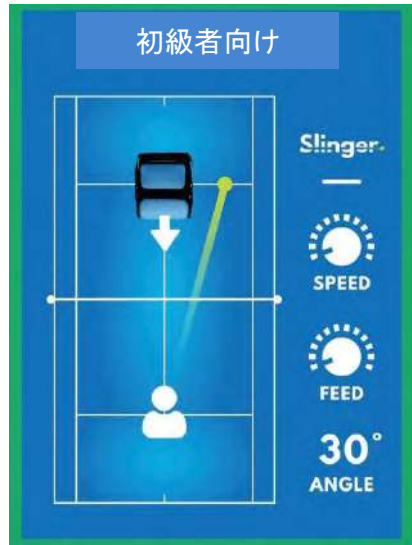 初級者向け
Slinger
SPEED
FEED
30°
ANGLE